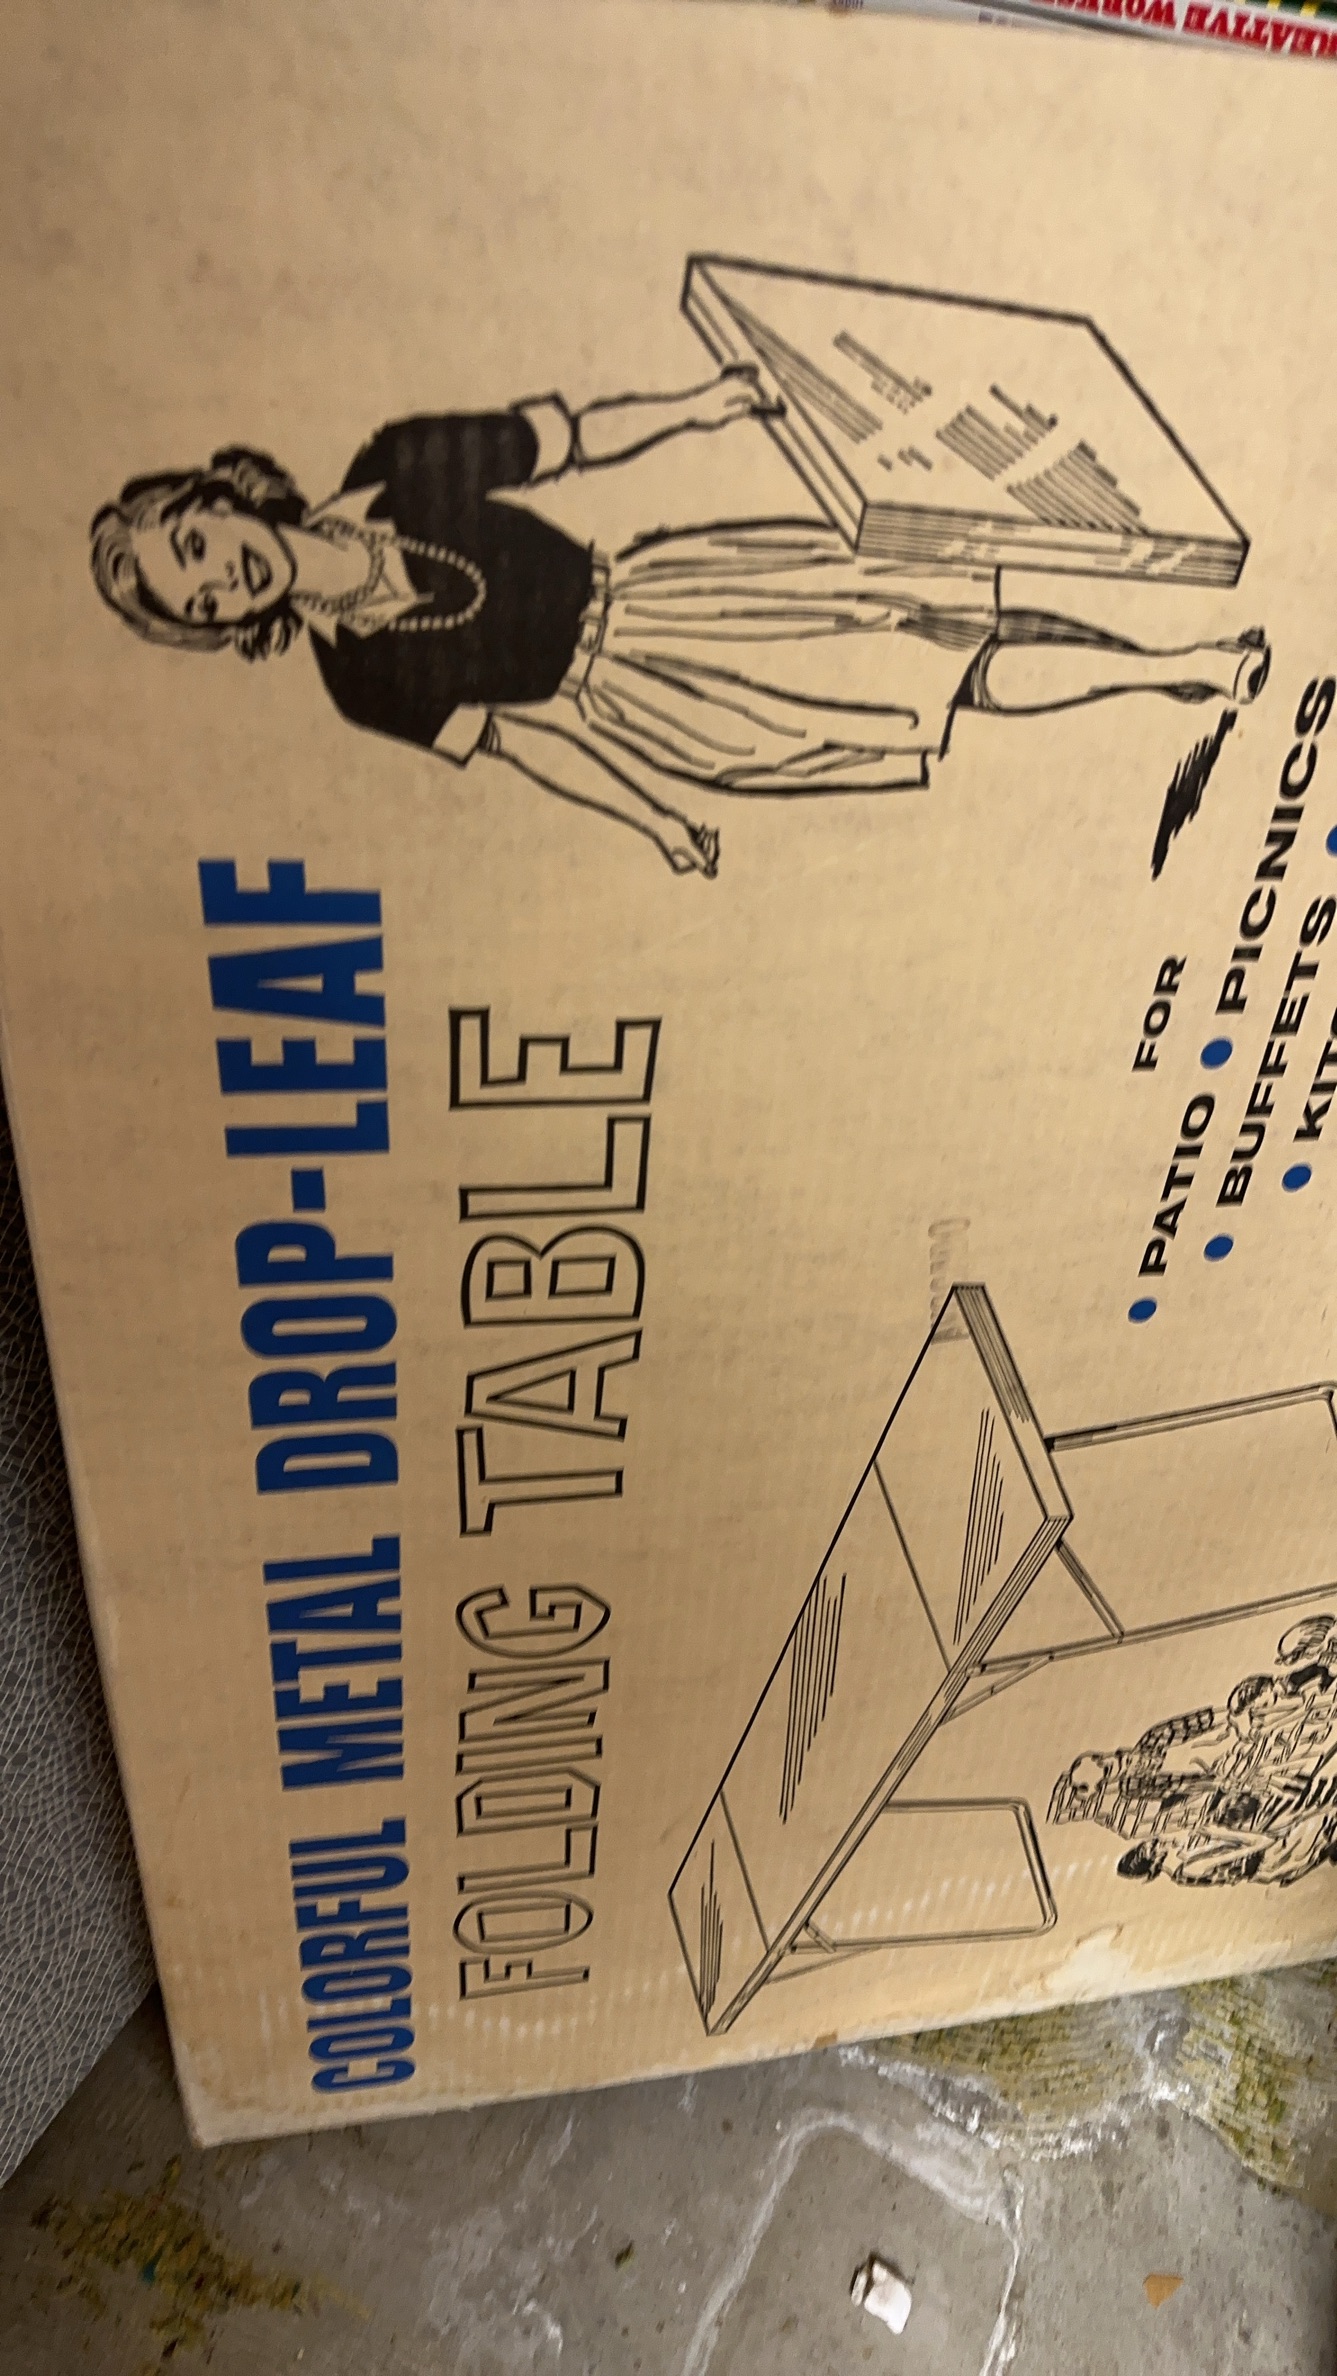 COLORFUL METAL DROP-LEAF
FOLDING TABLE
FOR
• PATIO • PICNICS
• BUFFETS •
•